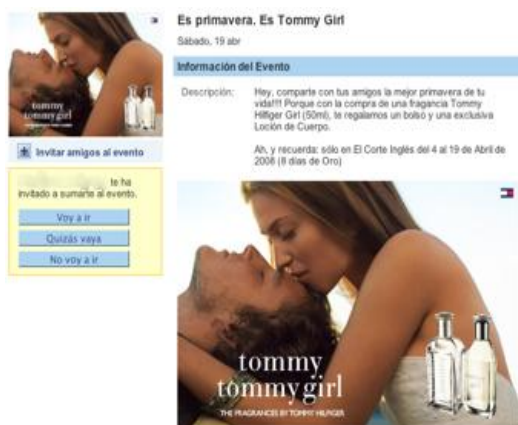 Es primavera. Es Tommy Girl
Sábado, 19 abr
Información del Evento
Descripción:
Hey, comparte con tus amigos la mejor primavera de tu
vida!!!! Porque con la compra de una fragancia Tommy
Hilfiger Girl (50ml), te regalamos un bolso y una exclusiva
Loción de Cuerpo.
Ah, y recuerda: sólo en El Corte Inglés del 4 al 19 de Abril de
2008 (8 días de Oro)
tommy
tommy girl
Invitar amigos al evento
te ha
invitado a sumarte al evento.
Voy a ir
Quizás vaya
No voy a ir
tommy
tommy girl
THE FRAGRANCES BY TOMMY HILFIGER